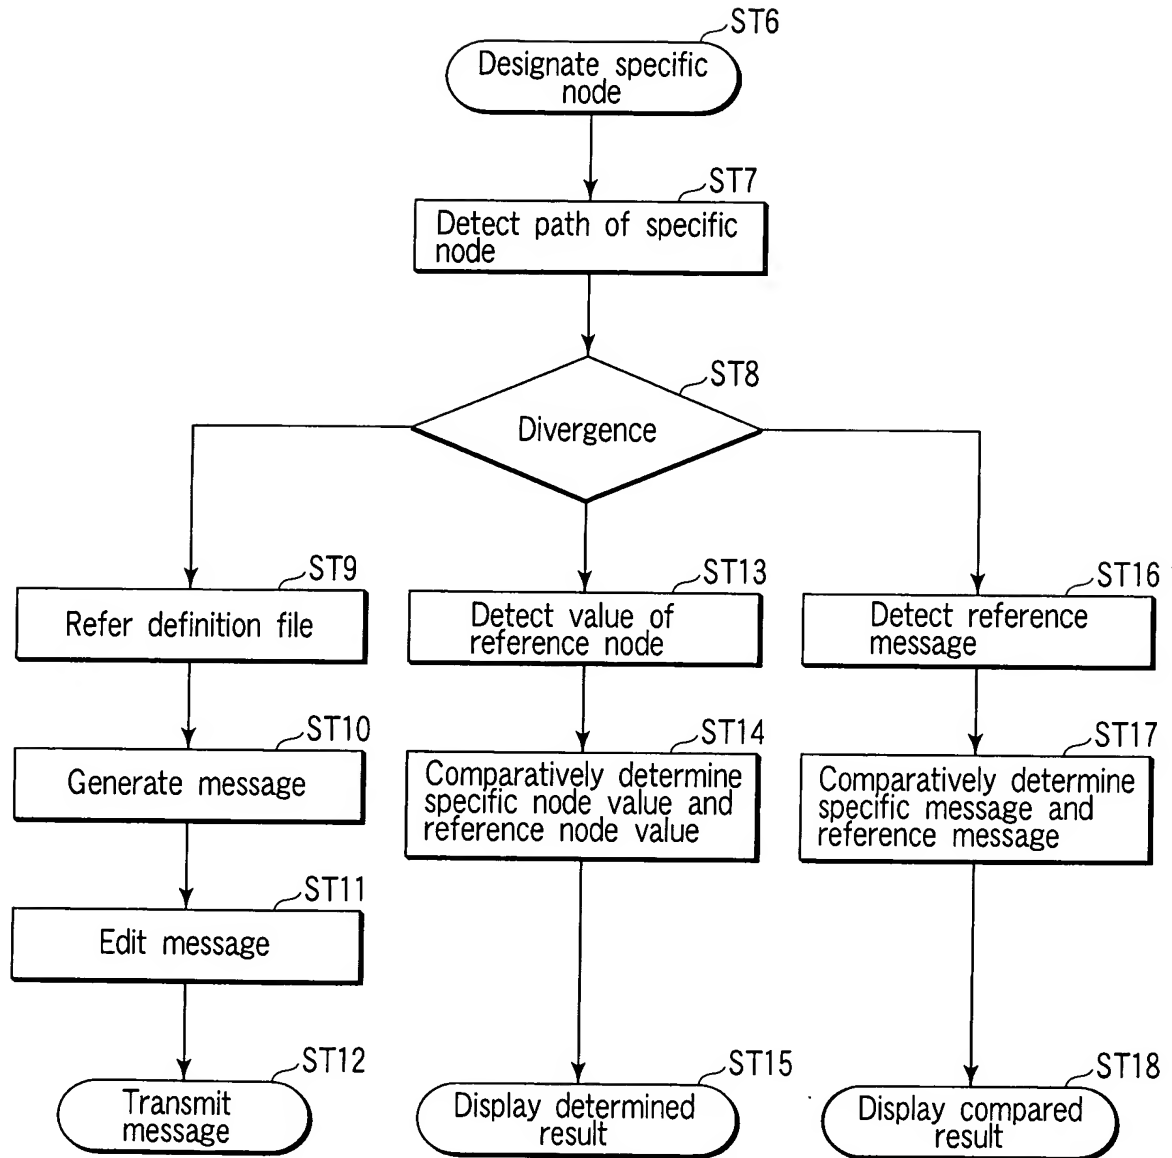 ST6
Designate specific
node
ST7
Detect path of specific
node
ST8
Divergence
ST9
Refer definition file
ST10
Generate message
ST11
Edit message
ST12
Transmit
message
ST13
Detect value of
reference node
ST14
Comparatively determine
specific node value and
reference node value
ST15
Display determined
result
ST16
Detect reference
message
ST17
Comparatively determine
specific message and
reference message
ST18
Display compared
result